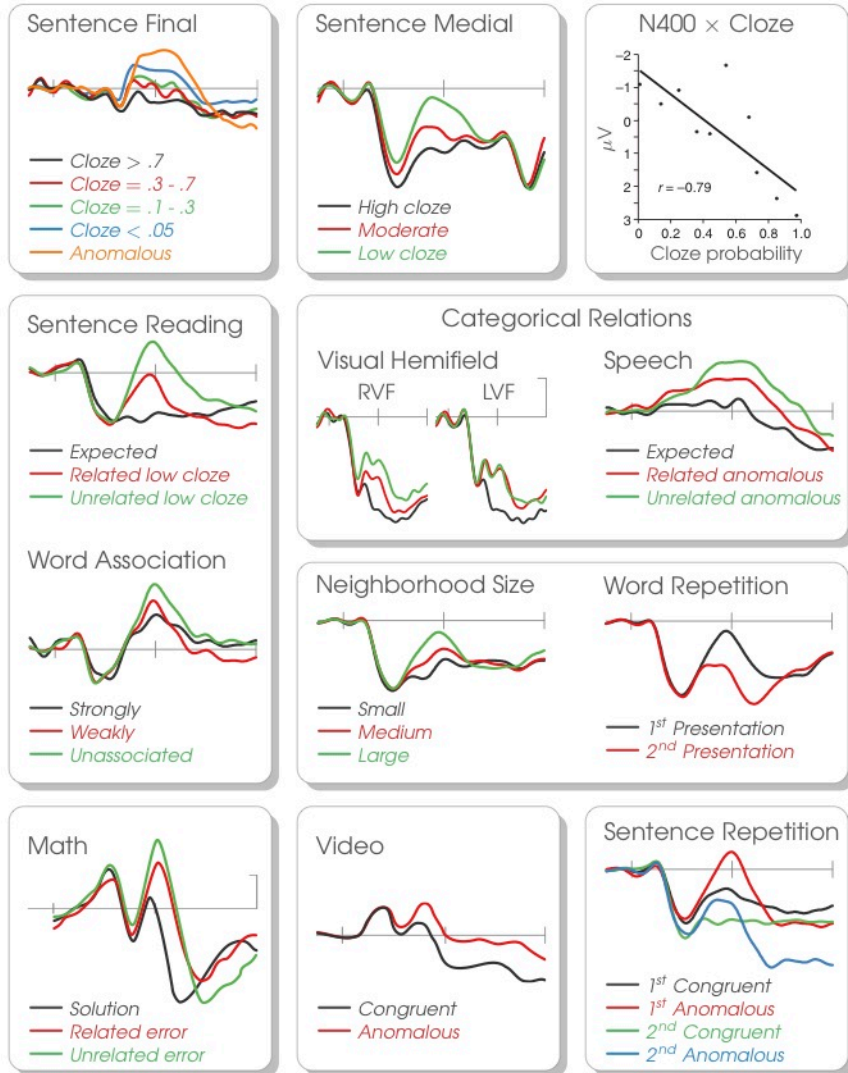 Sentence Final
Cloze > .7
Cloze = .3 - .7
Cloze = .1 - .3
Cloze < .05
Anomalous
Sentence Medial
High cloze
Moderate
Low cloze
N400 × Cloze
-2
-1
0
1
2
3
μV
r = -0.79
0 0.2 0.4 0.6 0.8 1.0
Cloze probability
Sentence Reading
Expected
Related low cloze
Unrelated low cloze
Word Association
Strongly
Weakly
Unassociated
Categorical Relations
Visual Hemifield
RVF LVF
Speech
Expected
Related anomalous
Unrelated anomalous
Neighborhood Size
Small
Medium
Large
Word Repetition
1st Presentation
2nd Presentation
Math
Solution
Related error
Unrelated error
Video
Congruent
Anomalous
Sentence Repetition
1st Congruent
1st Anomalous
2nd Congruent
2nd Anomalous